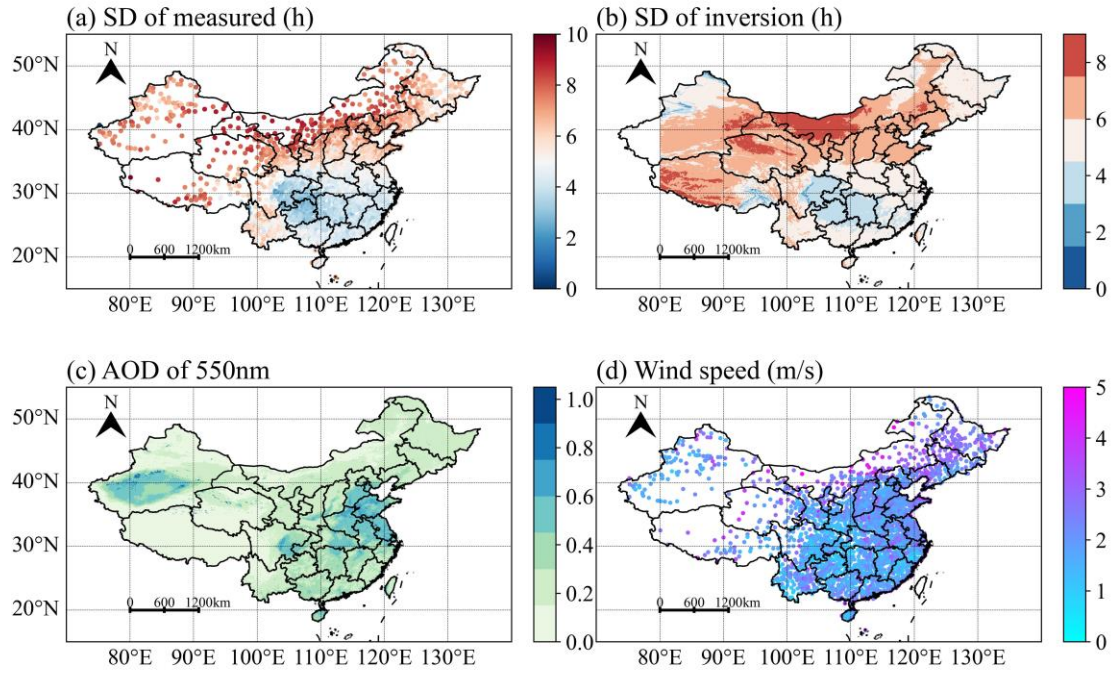 (a) SD of measured (h)
(b) SD of inversion (h)
N
N
50°N
40°N
30°N
20°N
0 600 1200km
0 600 1200km
10
8
6
4
2
0
8
6
4
2
0
80°E 90°E 100°E 110°E 120°E 130°E
80°E 90°E 100°E 110°E 120°E 130°E
(c) AOD of 550nm
(d) Wind speed (m/s)
N
N
50°N
40°N
30°N
20°N
0 600 1200km
0 600 1200km
1.0
0.8
0.6
0.4
0.2
0.0
5
4
3
2
1
0
80°E 90°E 100°E 110°E 120°E 130°E
80°E 90°E 100°E 110°E 120°E 130°E